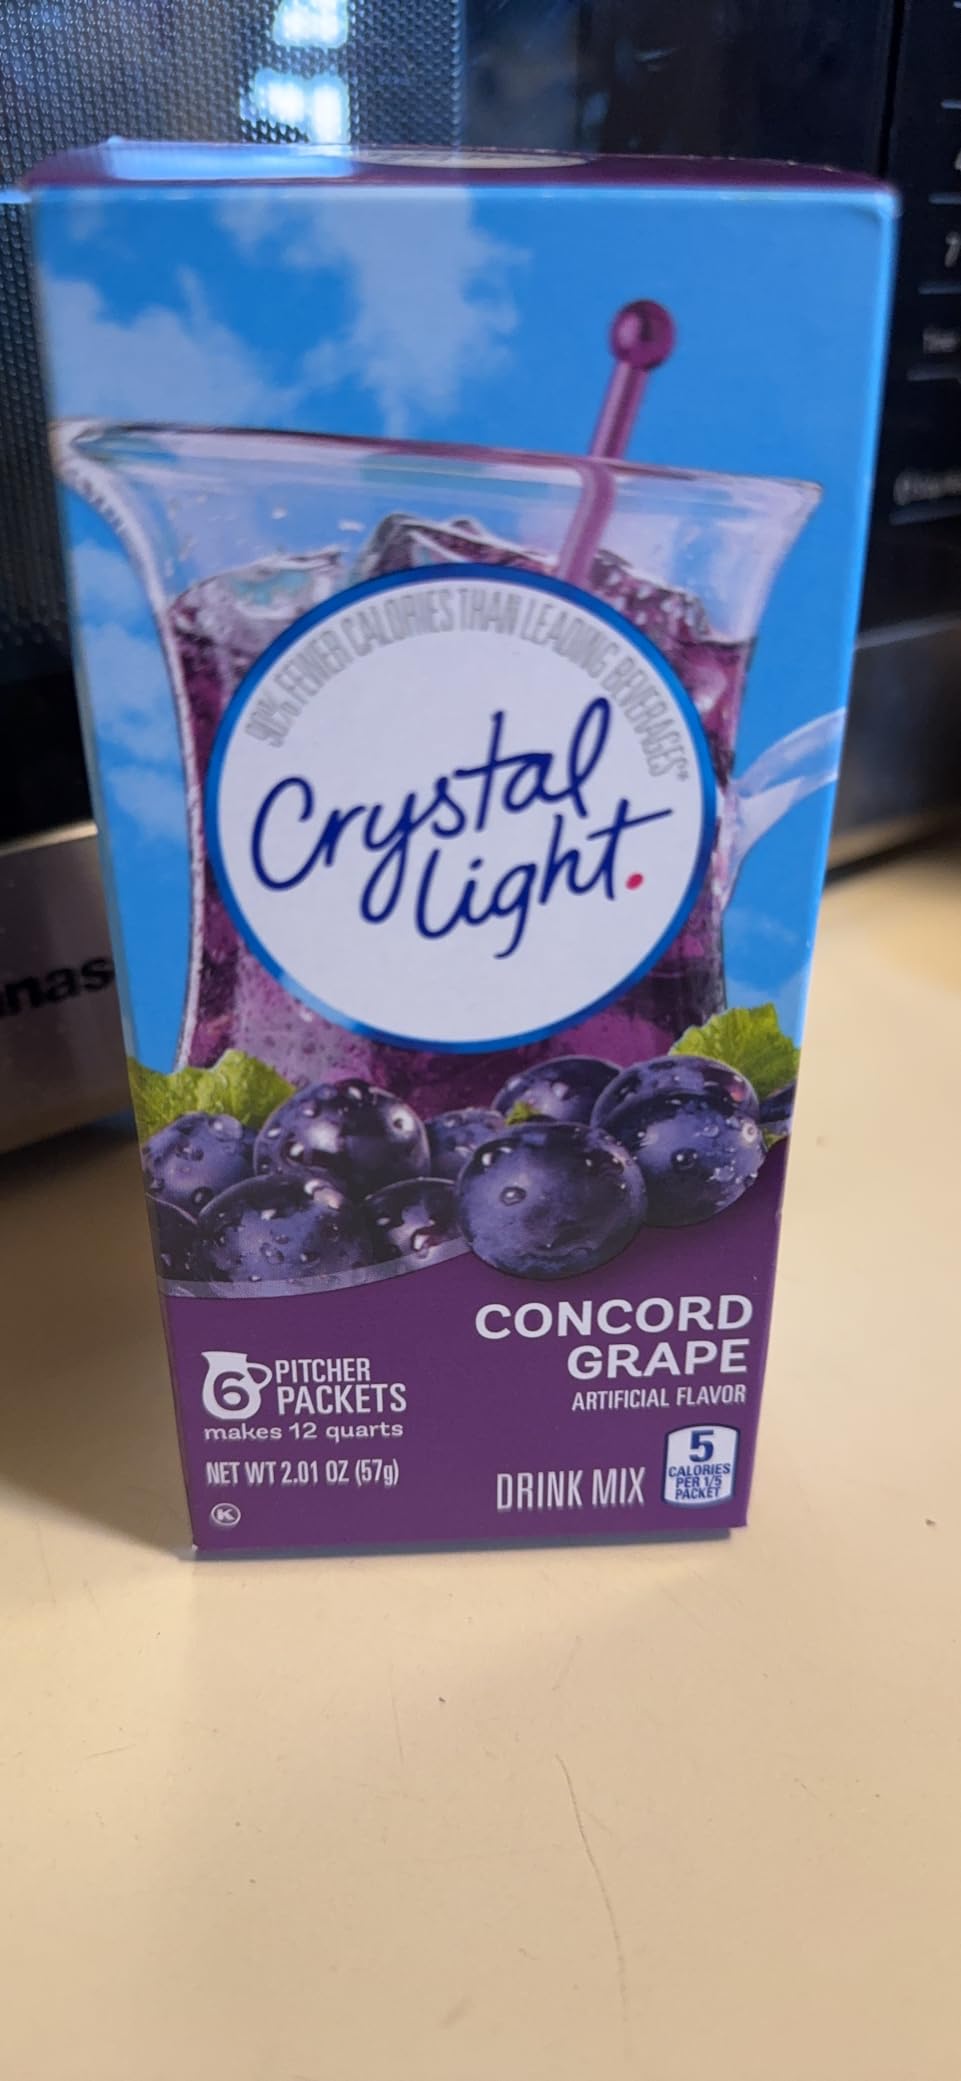 90% FEWER CALORIES THAN LEADING BEVERAGES*
Crystal
Light.
CONCORD
GRAPE
ARTIFICIAL FLAVOR
6 PITCHER
PACKETS
makes 12 quarts
NET WT 2.01 OZ (57g)
K
DRINK MIX
5
CALORIES
PER 1/5
PACKET
nas